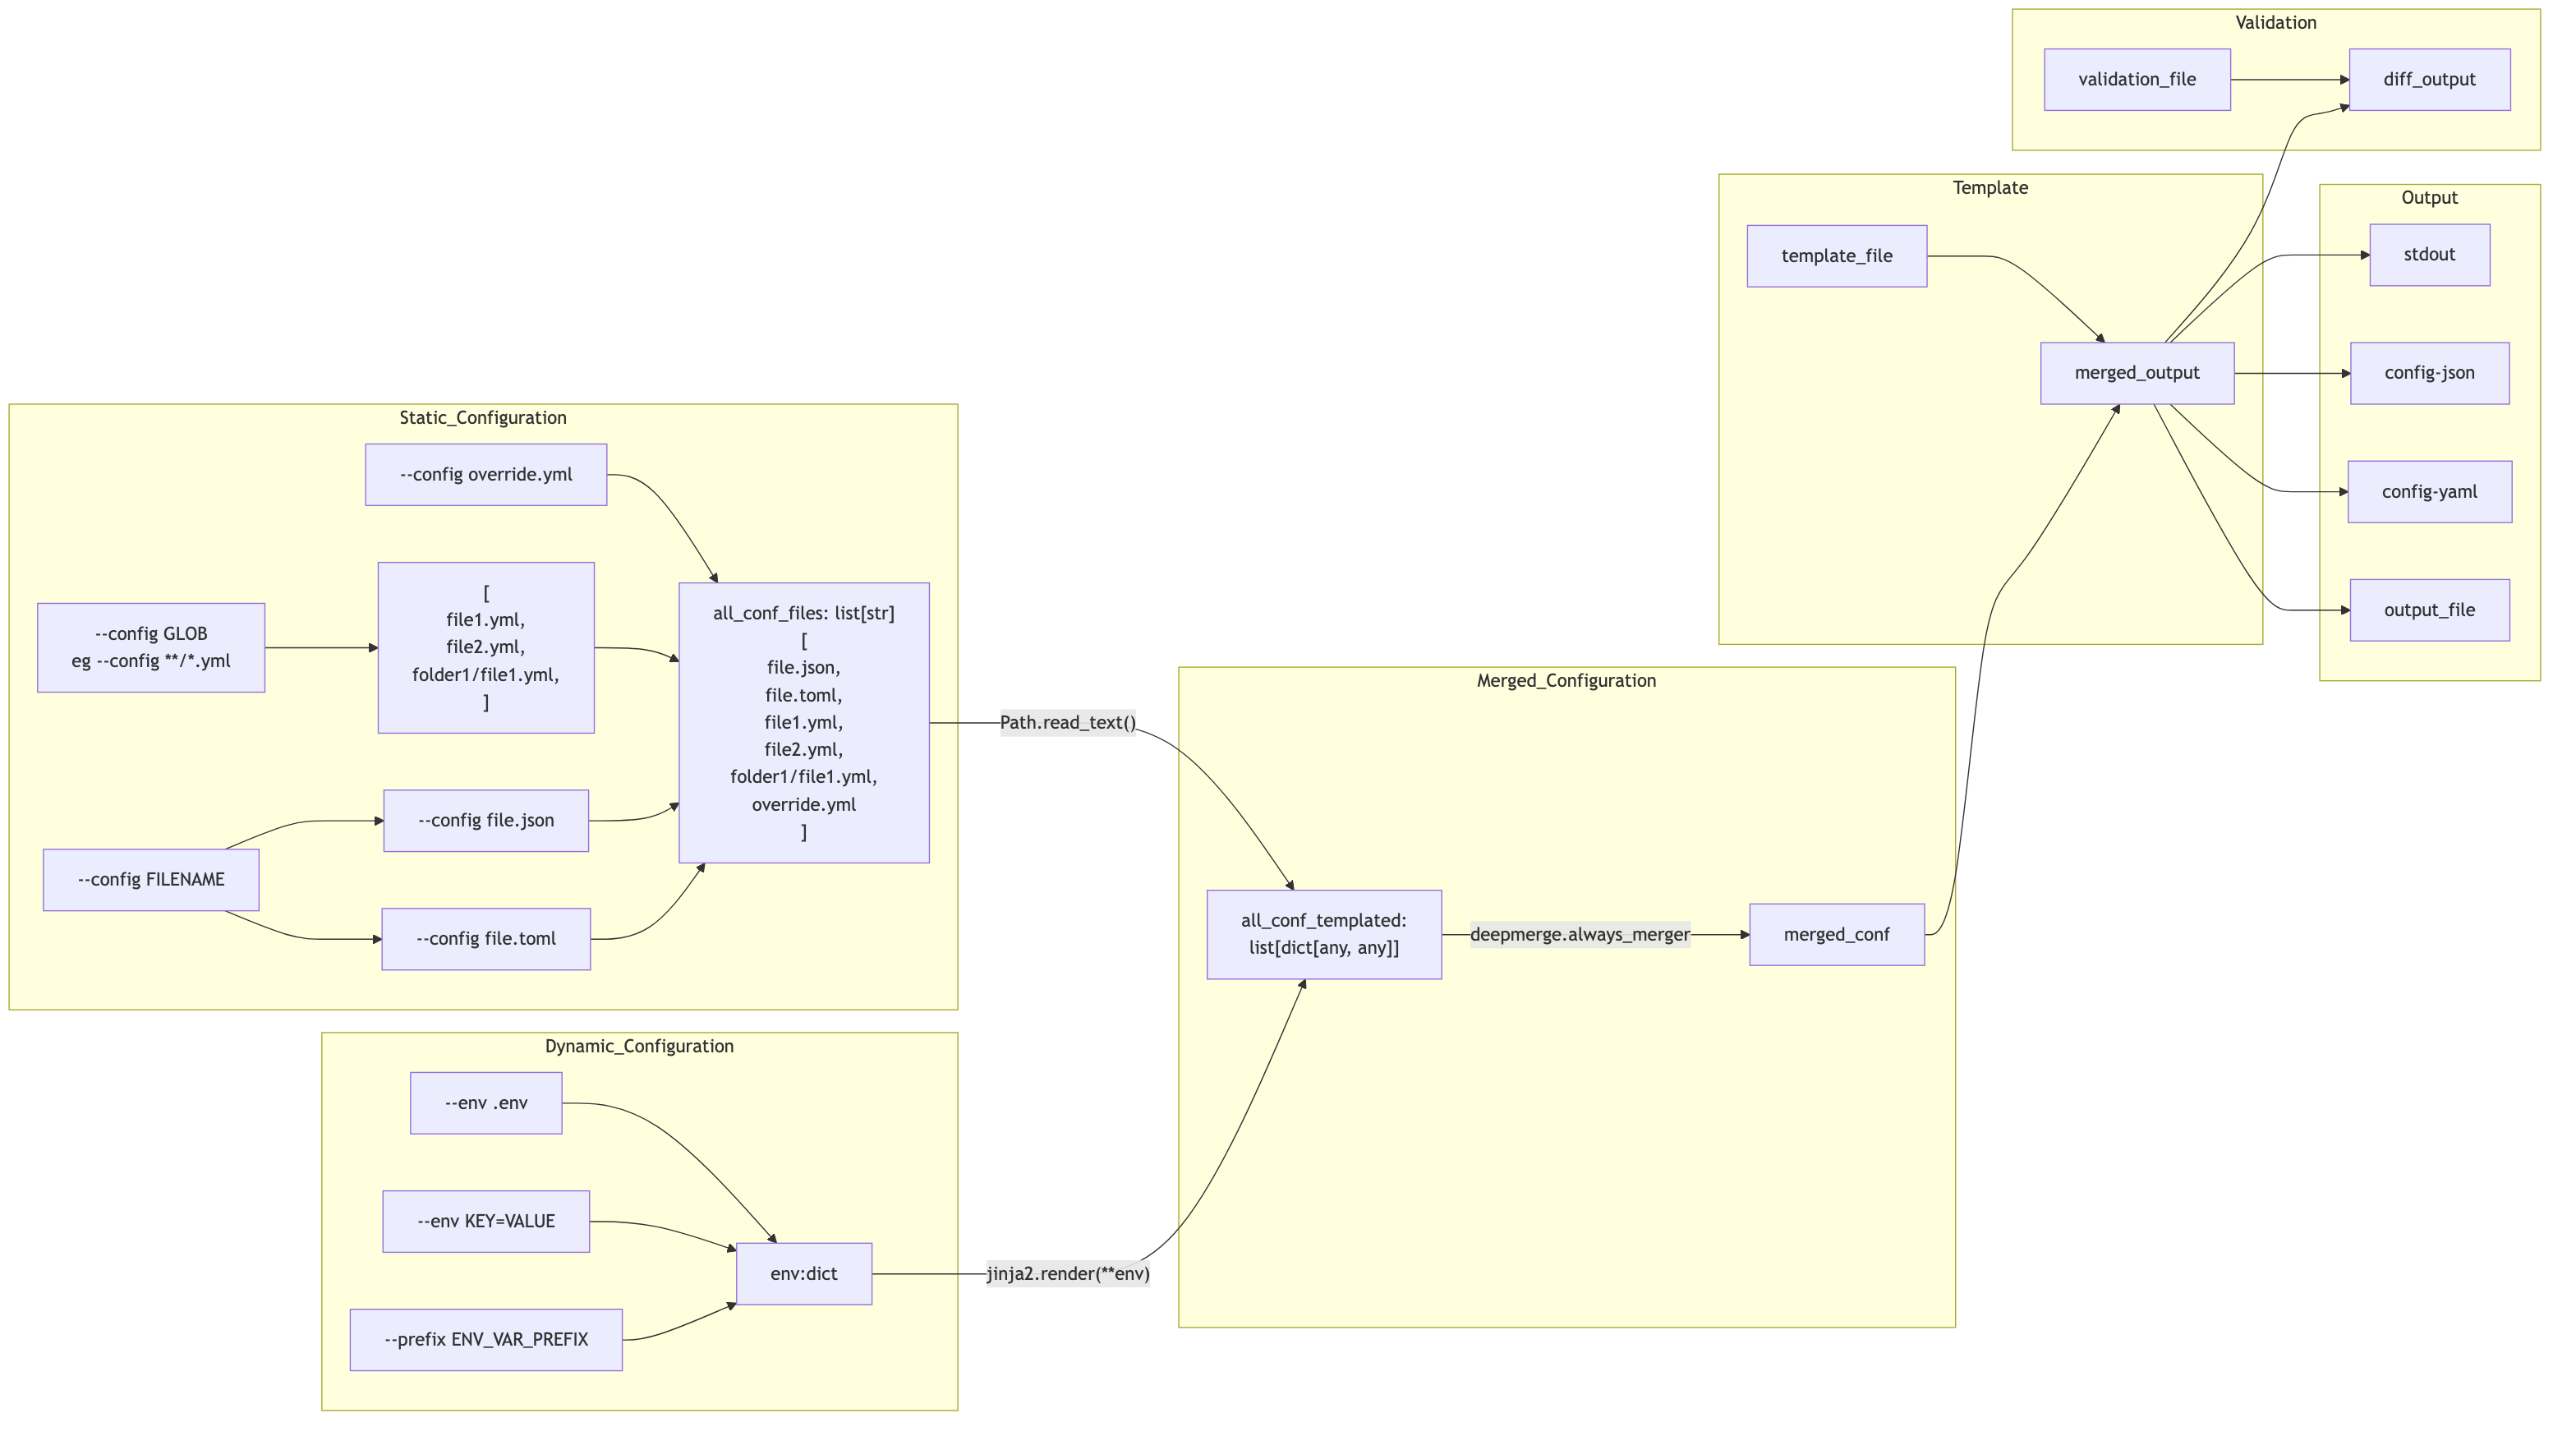 Validation
validation_file
diff_output
Template
template_file
merged_output
Output
stdout
config-json
config-yaml
output_file
Static_Configuration
--config override.yml
--config GLOB
eg --config **/*.yml
[
file1.yml,
file2.yml,
folder1/file1.yml,
]
--config FILENAME
--config file.json
--config file.toml
all_conf_files: list[str]
[
file.json,
file.toml,
file1.yml,
file2.yml,
folder1/file1.yml,
override.yml
]
Path.read_text()
Merged_Configuration
all_conf_templated:
list[dict[any, any]]
deepmerge.always_merger
merged_conf
Dynamic_Configuration
--env .env
--env KEY=VALUE
--prefix ENV_VAR_PREFIX
env:dict
jinja2.render(**env)